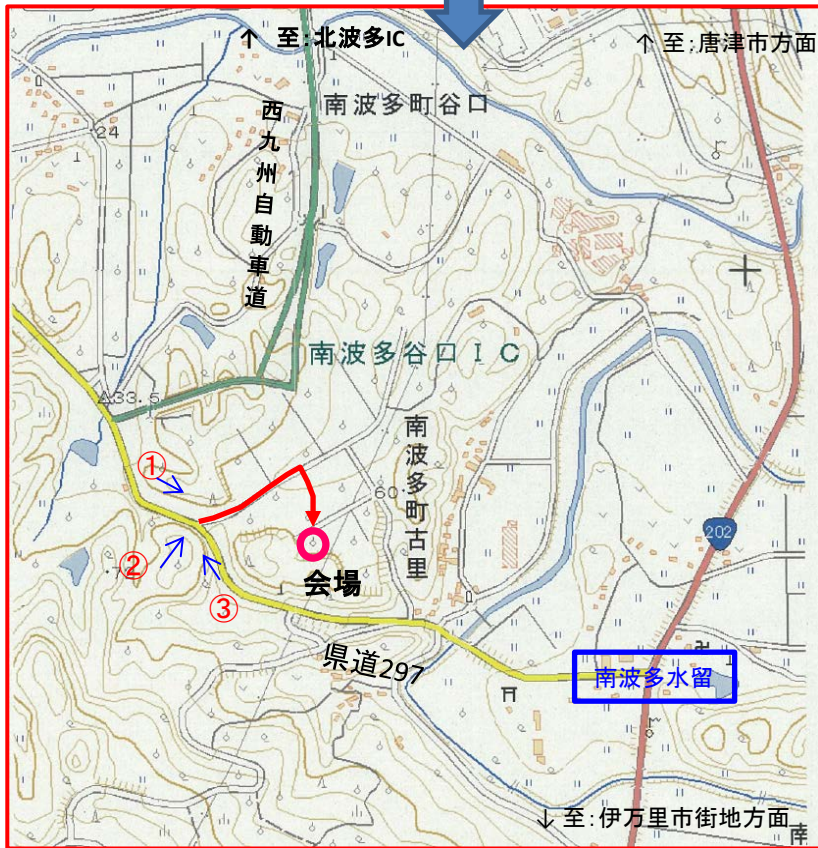 ↑ 至:北波多IC
↑ 至:唐津市方面
南波多町谷口
西九州自動車道
24
南波多谷口IC
33.5
①
60
南波多町古里
202
②
会場
③
県道297
南波多水留
↓ 至:伊万里市街地方面
南